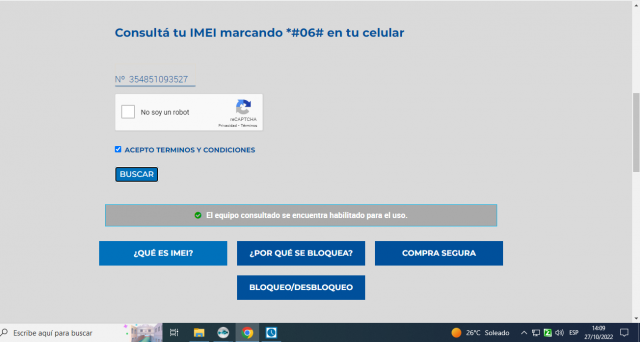 Consultá tu IMEI marcando *#06# en tu celular
Nº 354851093527
No soy un robot
reCAPTCHA
Privacidad - Términos
ACEPTO TERMINOS Y CONDICIONES
BUSCAR
El equipo consultado se encuentra habilitado para el uso.
¿QUÉ ES IMEI?
¿POR QUÉ SE BLOQUEA?
COMPRA SEGURA
BLOQUEO/DESBLOQUEO
Escribe aquí para buscar
26°C Soleado
ESP
14:09
27/10/2022